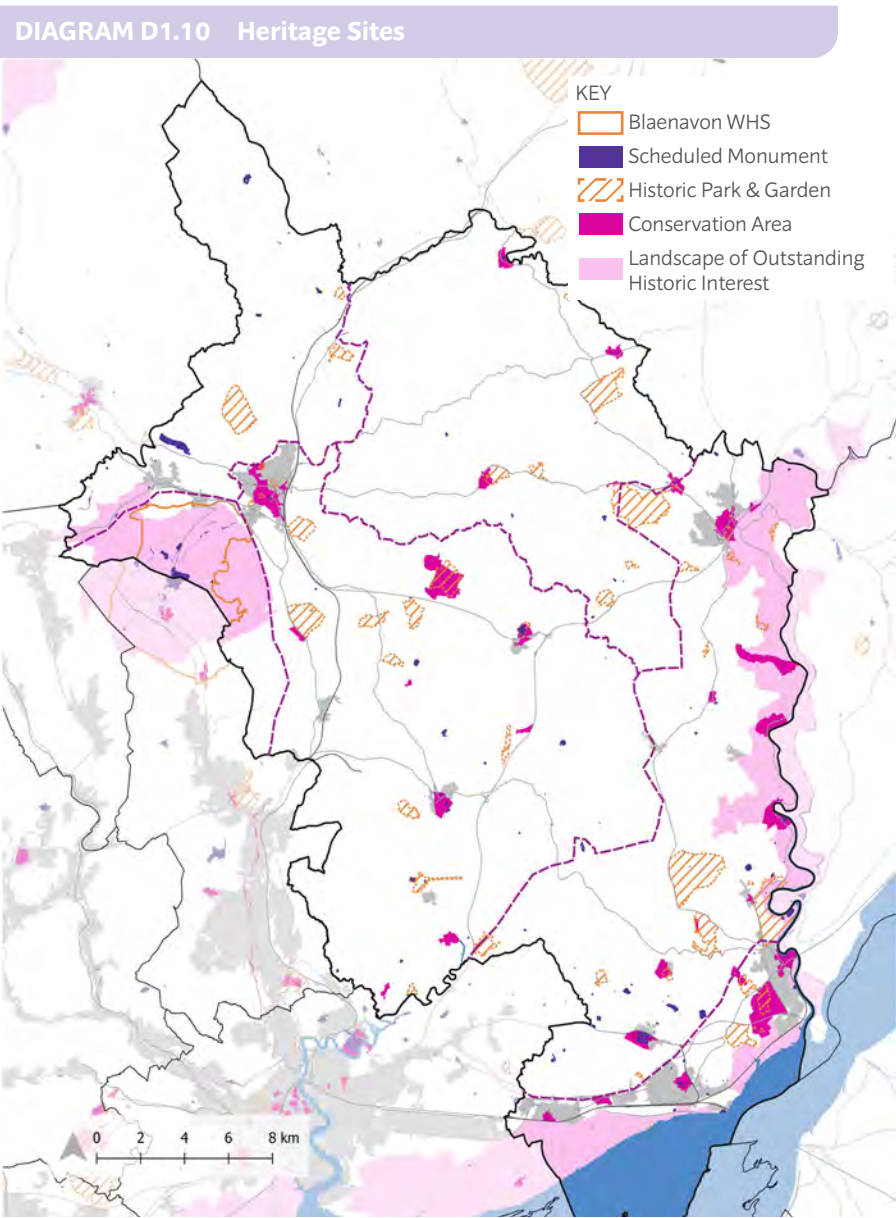 DIAGRAM D1.10 Heritage Sites
KEY
Blaenavon WHS
Scheduled Monument
Historic Park & Garden
Conservation Area
Landscape of Outstanding
Historic Interest
0 2 4 6 8 km